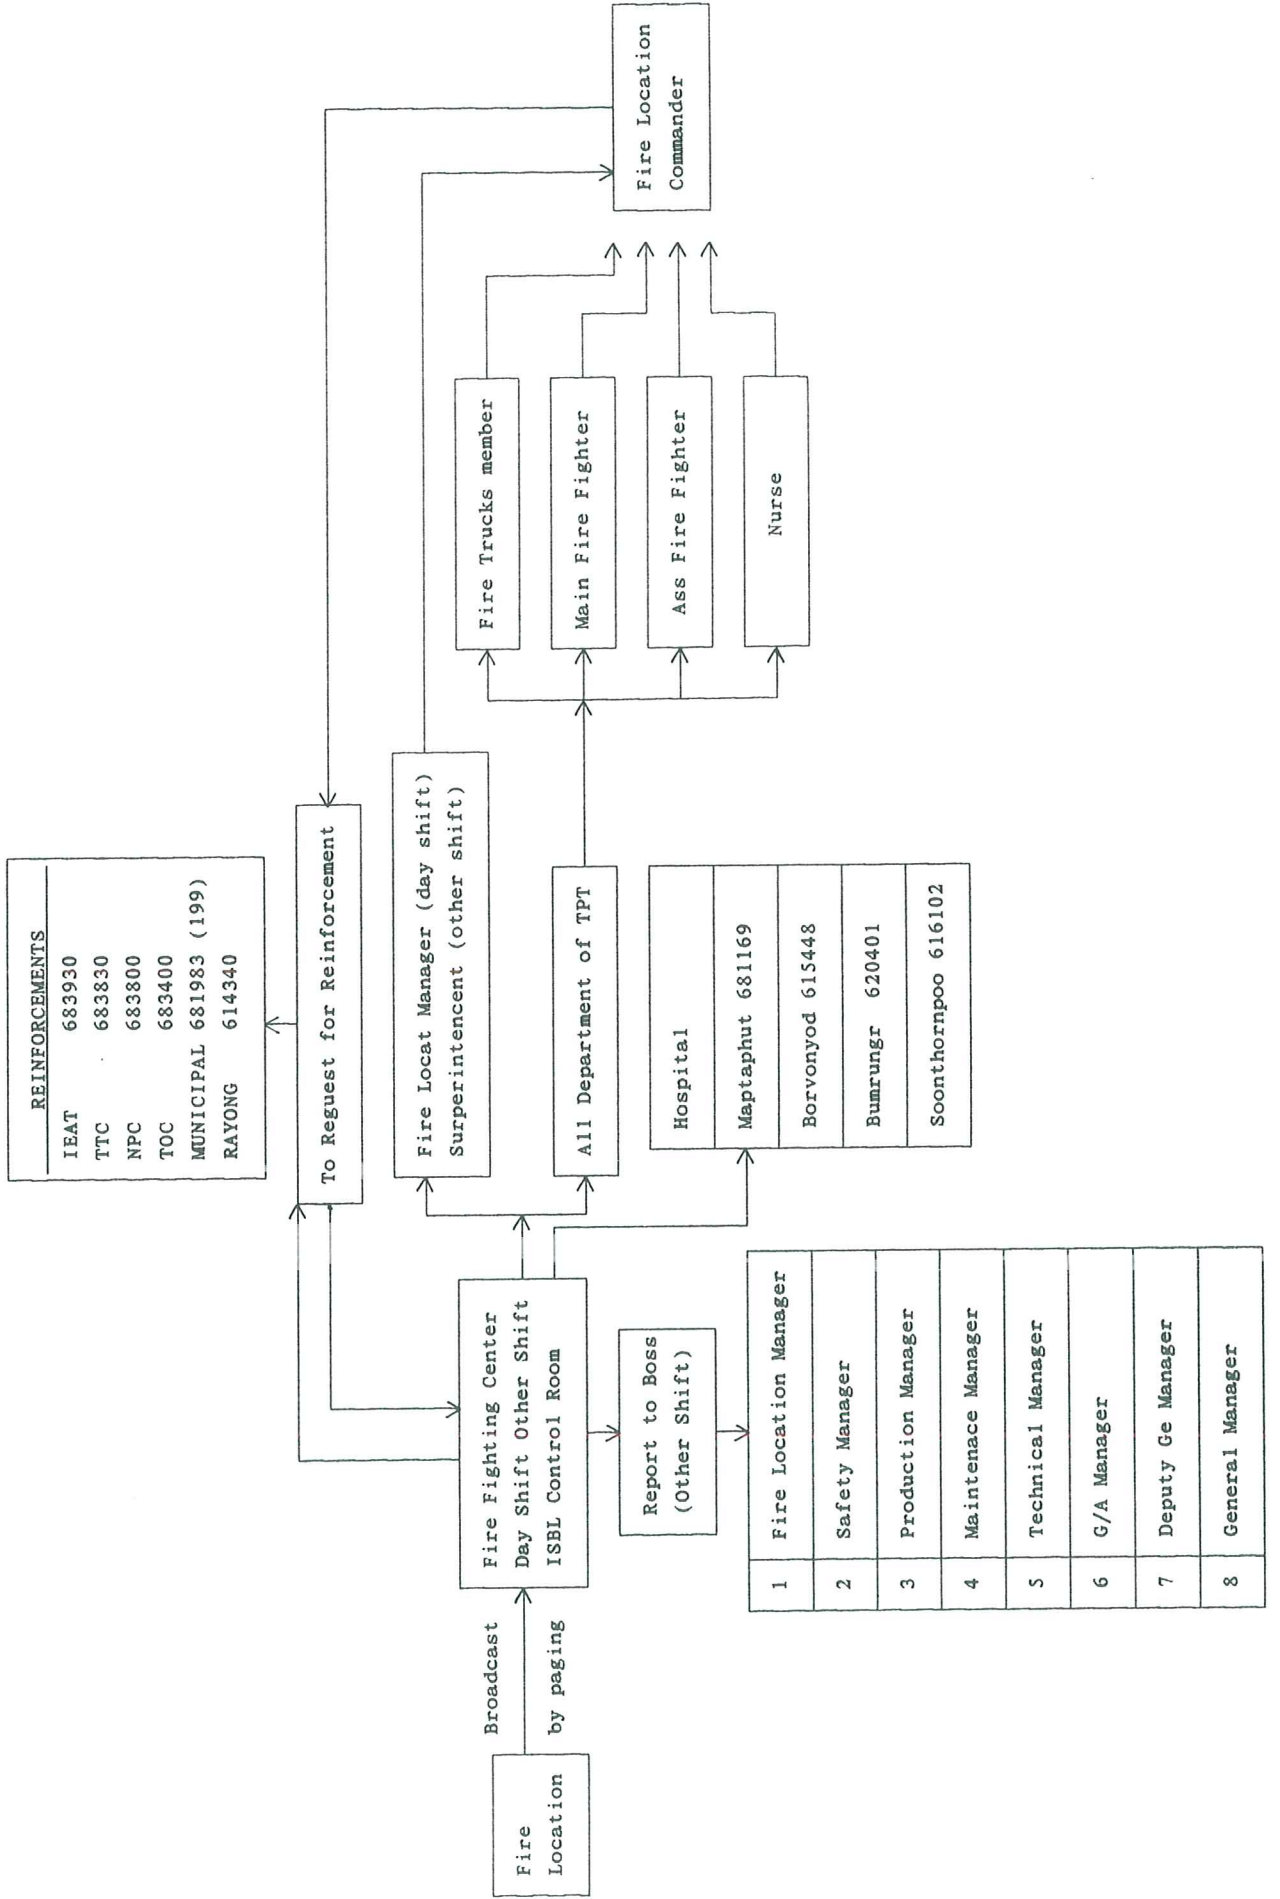 REINFORCEMENTS
IEAT 683930
TTC 683830
NPC 683800
TOC 683400
MUNICIPAL 681983 (199)
RAYONG 614340
To Reguest for Reinforcement
Fire Locat Manager (day shift)
Surperintencent (other shift)
Fire Location
Commander
Fire
Location
Broadcast
by paging
Fire Fighting Center
Day Shift Other Shift
ISBL Control Room
All Department of TPT
Fire Trucks member
Main Fire Fighter
Ass Fire Fighter
Nurse
Hospital
Maptaphut 681169
Borvonyod 615448
Bumrungr 620401
Soonthornpoo 616102
Report to Boss
(Other Shift)
1 Fire Location Manager
2 Safety Manager
3 Production Manager
4 Maintenace Manager
5 Technical Manager
6 G/A Manager
7 Deputy Ge Manager
8 General Manager